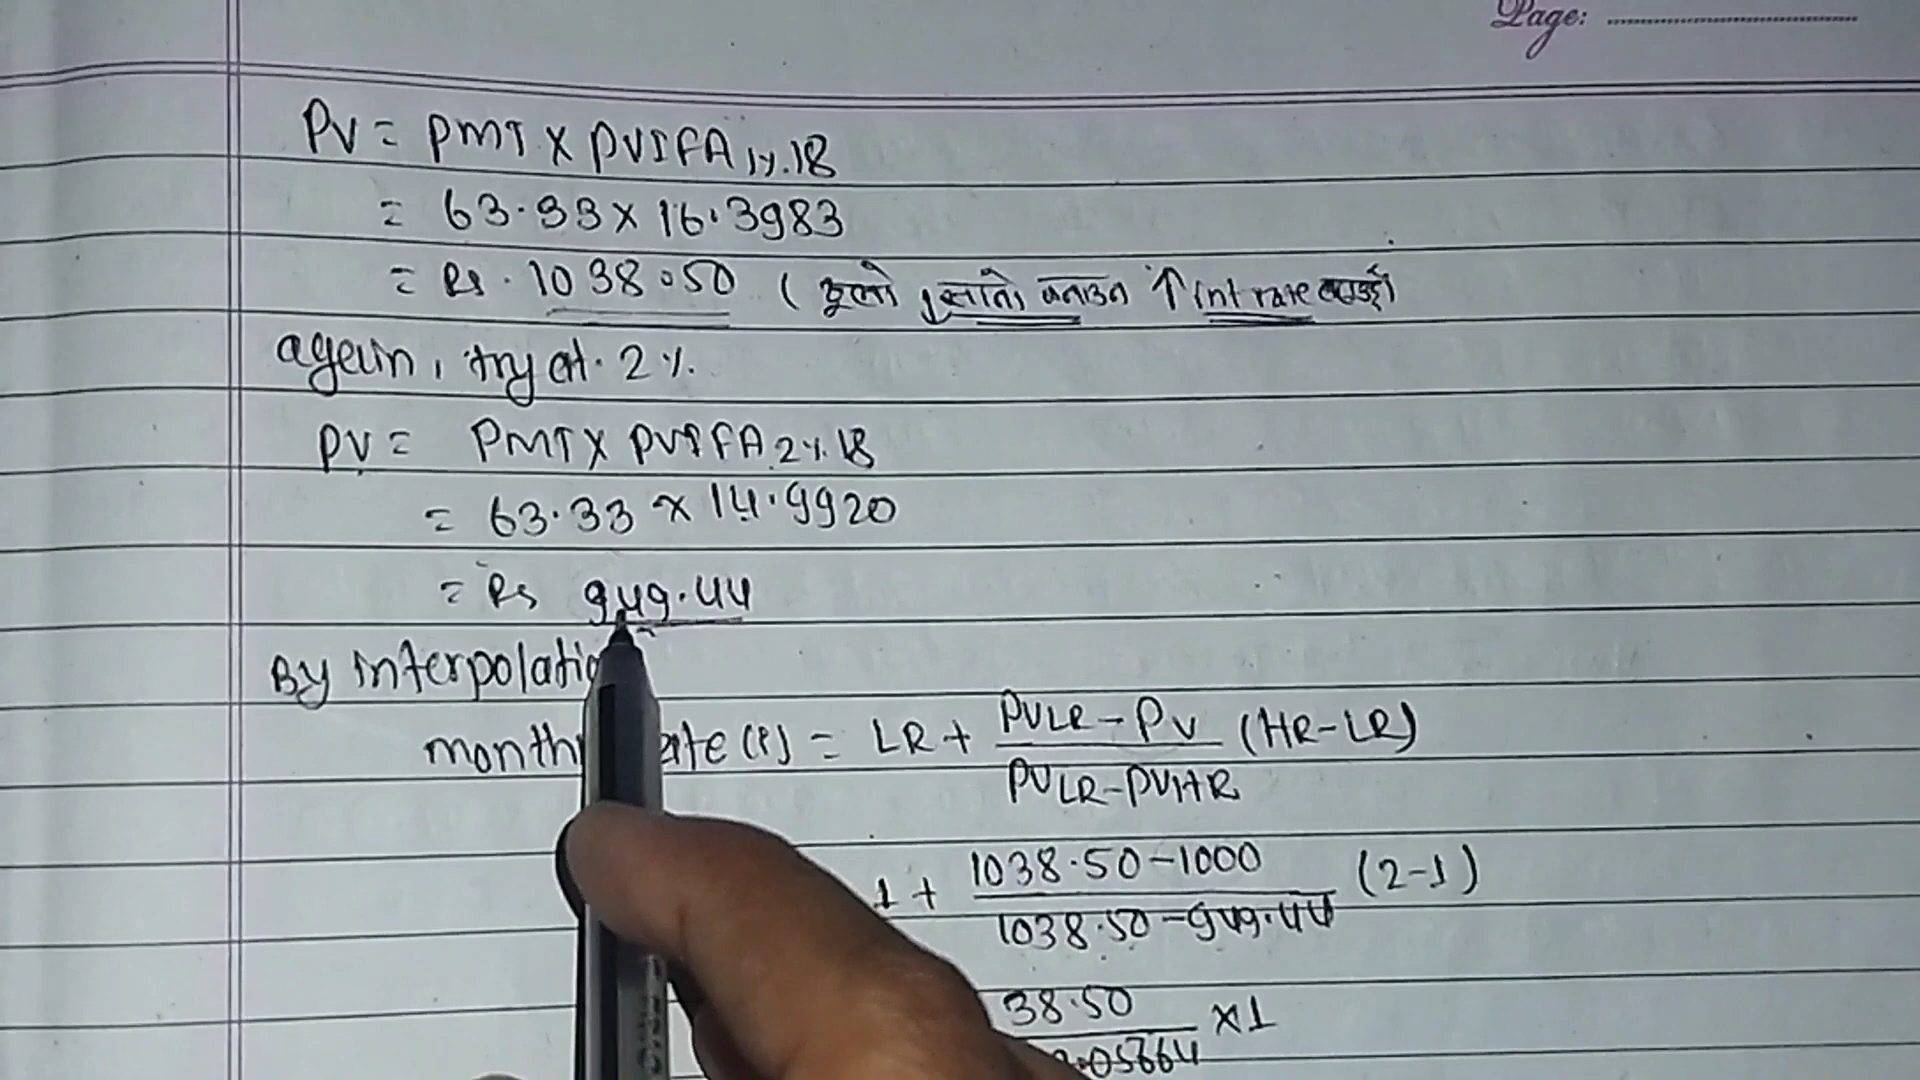 Page:
PV = PMT X PVIFA 1%.18
= 63.33 X 16.3983
= Rs. 1038.50 ( ↑ int rate
again, try at. 2%.
PV = PMT X PVIFA 2%.18
= 63.33 X 14.9920
= Rs 949.44
By interpolatio
month ate (i) = LR + PVLR - PV (HR-LR)
PVLR-PVHR
1 + 1038.50-1000 (2-1)
1038.50-949.44
38.50 X1
.05664